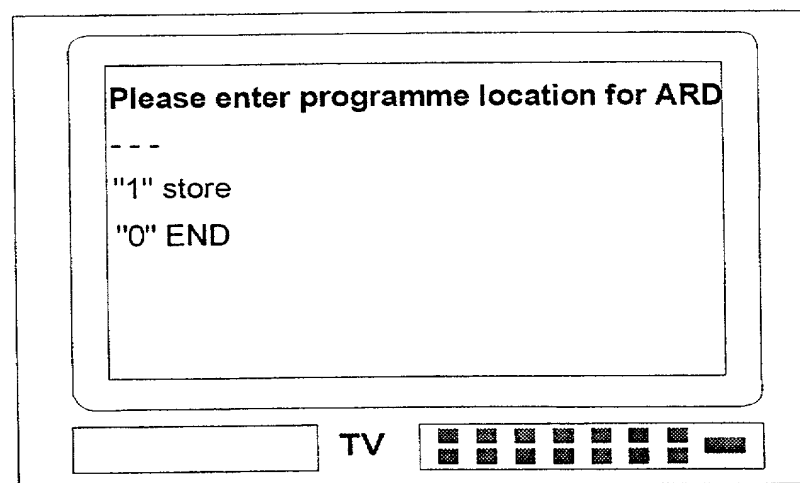 Please enter programme location for ARD
- - -
"1" store
"0" END
TV